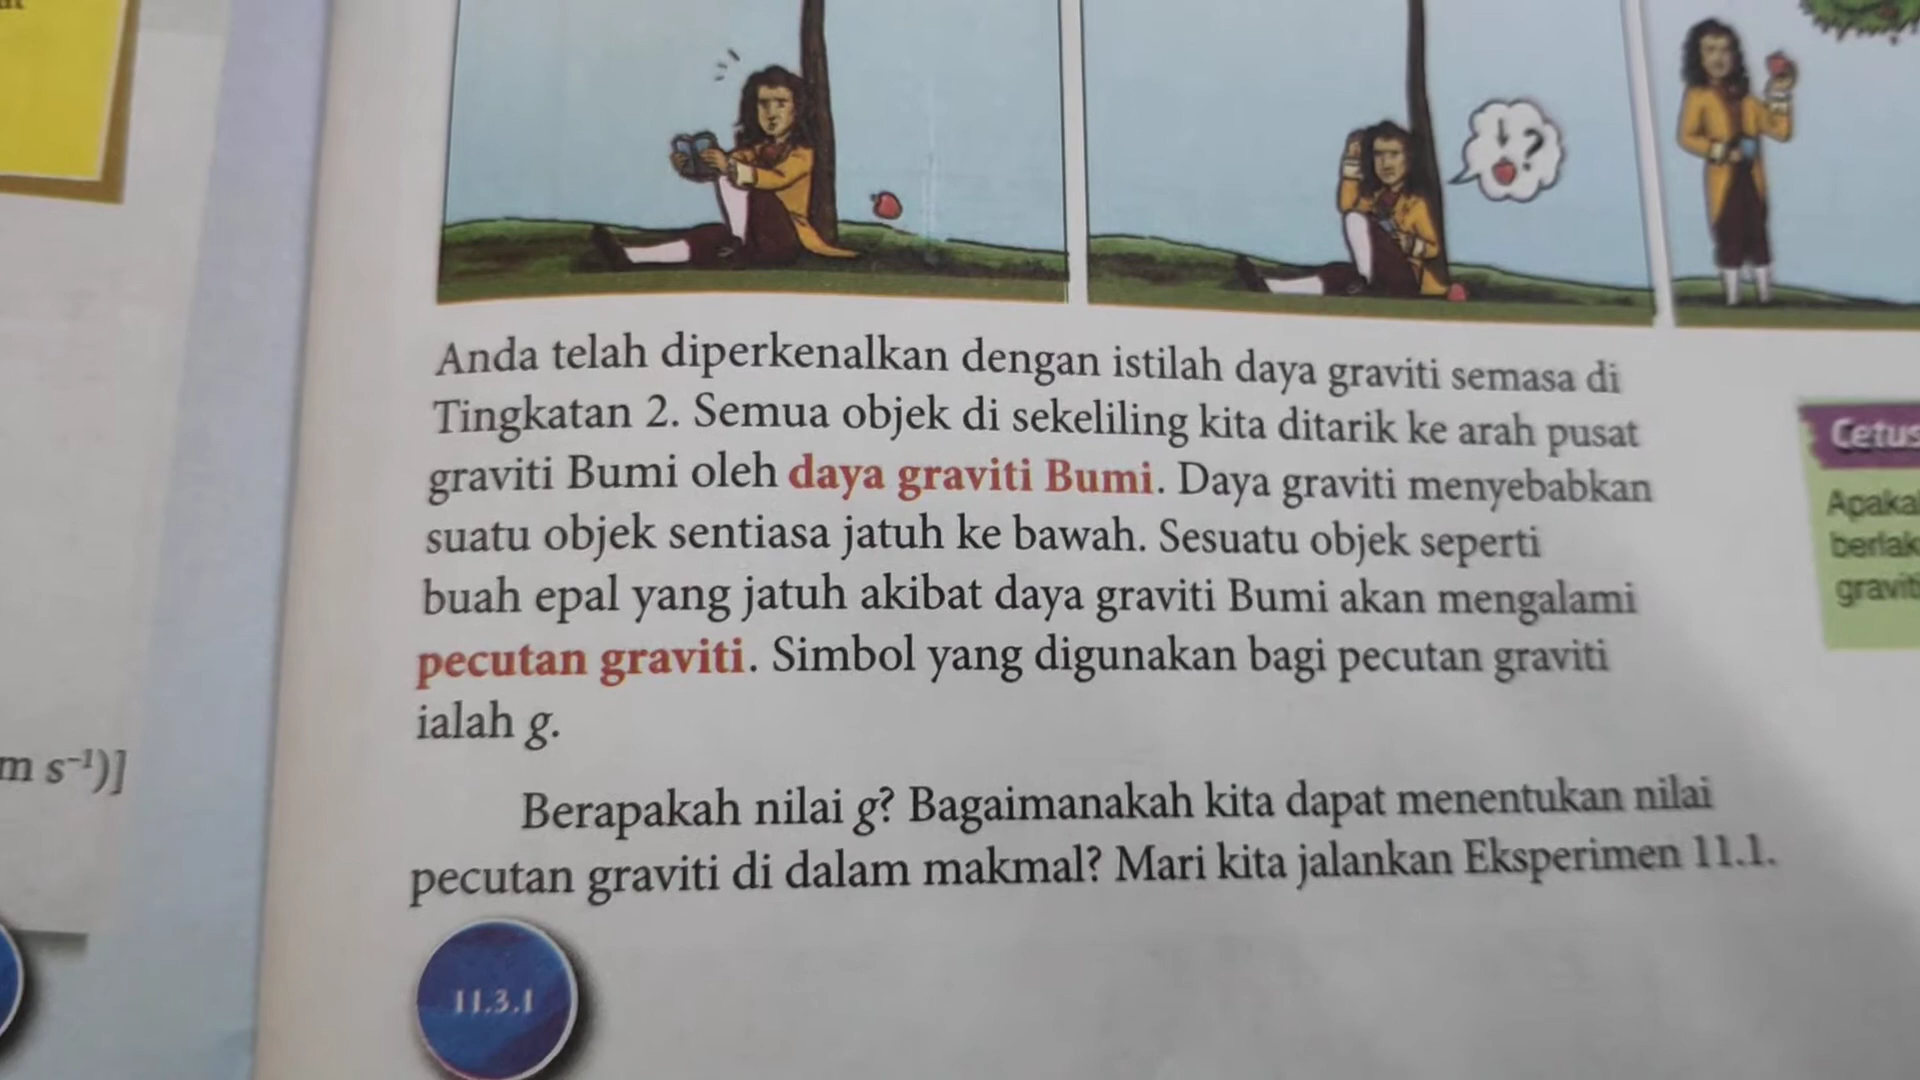 ?
Anda telah diperkenalkan dengan istilah daya graviti semasa di
Tingkatan 2. Semua objek di sekeliling kita ditarik ke arah pusat
graviti Bumi oleh daya graviti Bumi. Daya graviti menyebabkan
suatu objek sentiasa jatuh ke bawah. Sesuatu objek seperti
buah epal yang jatuh akibat daya graviti Bumi akan mengalami
pecutan graviti. Simbol yang digunakan bagi pecutan graviti
ialah g.
Berapakah nilai g? Bagaimanakah kita dapat menentukan nilai
pecutan graviti di dalam makmal? Mari kita jalankan Eksperimen 11.1.
11.3.1
m s⁻¹)]
Cetus
Apaka
berlak
gravit